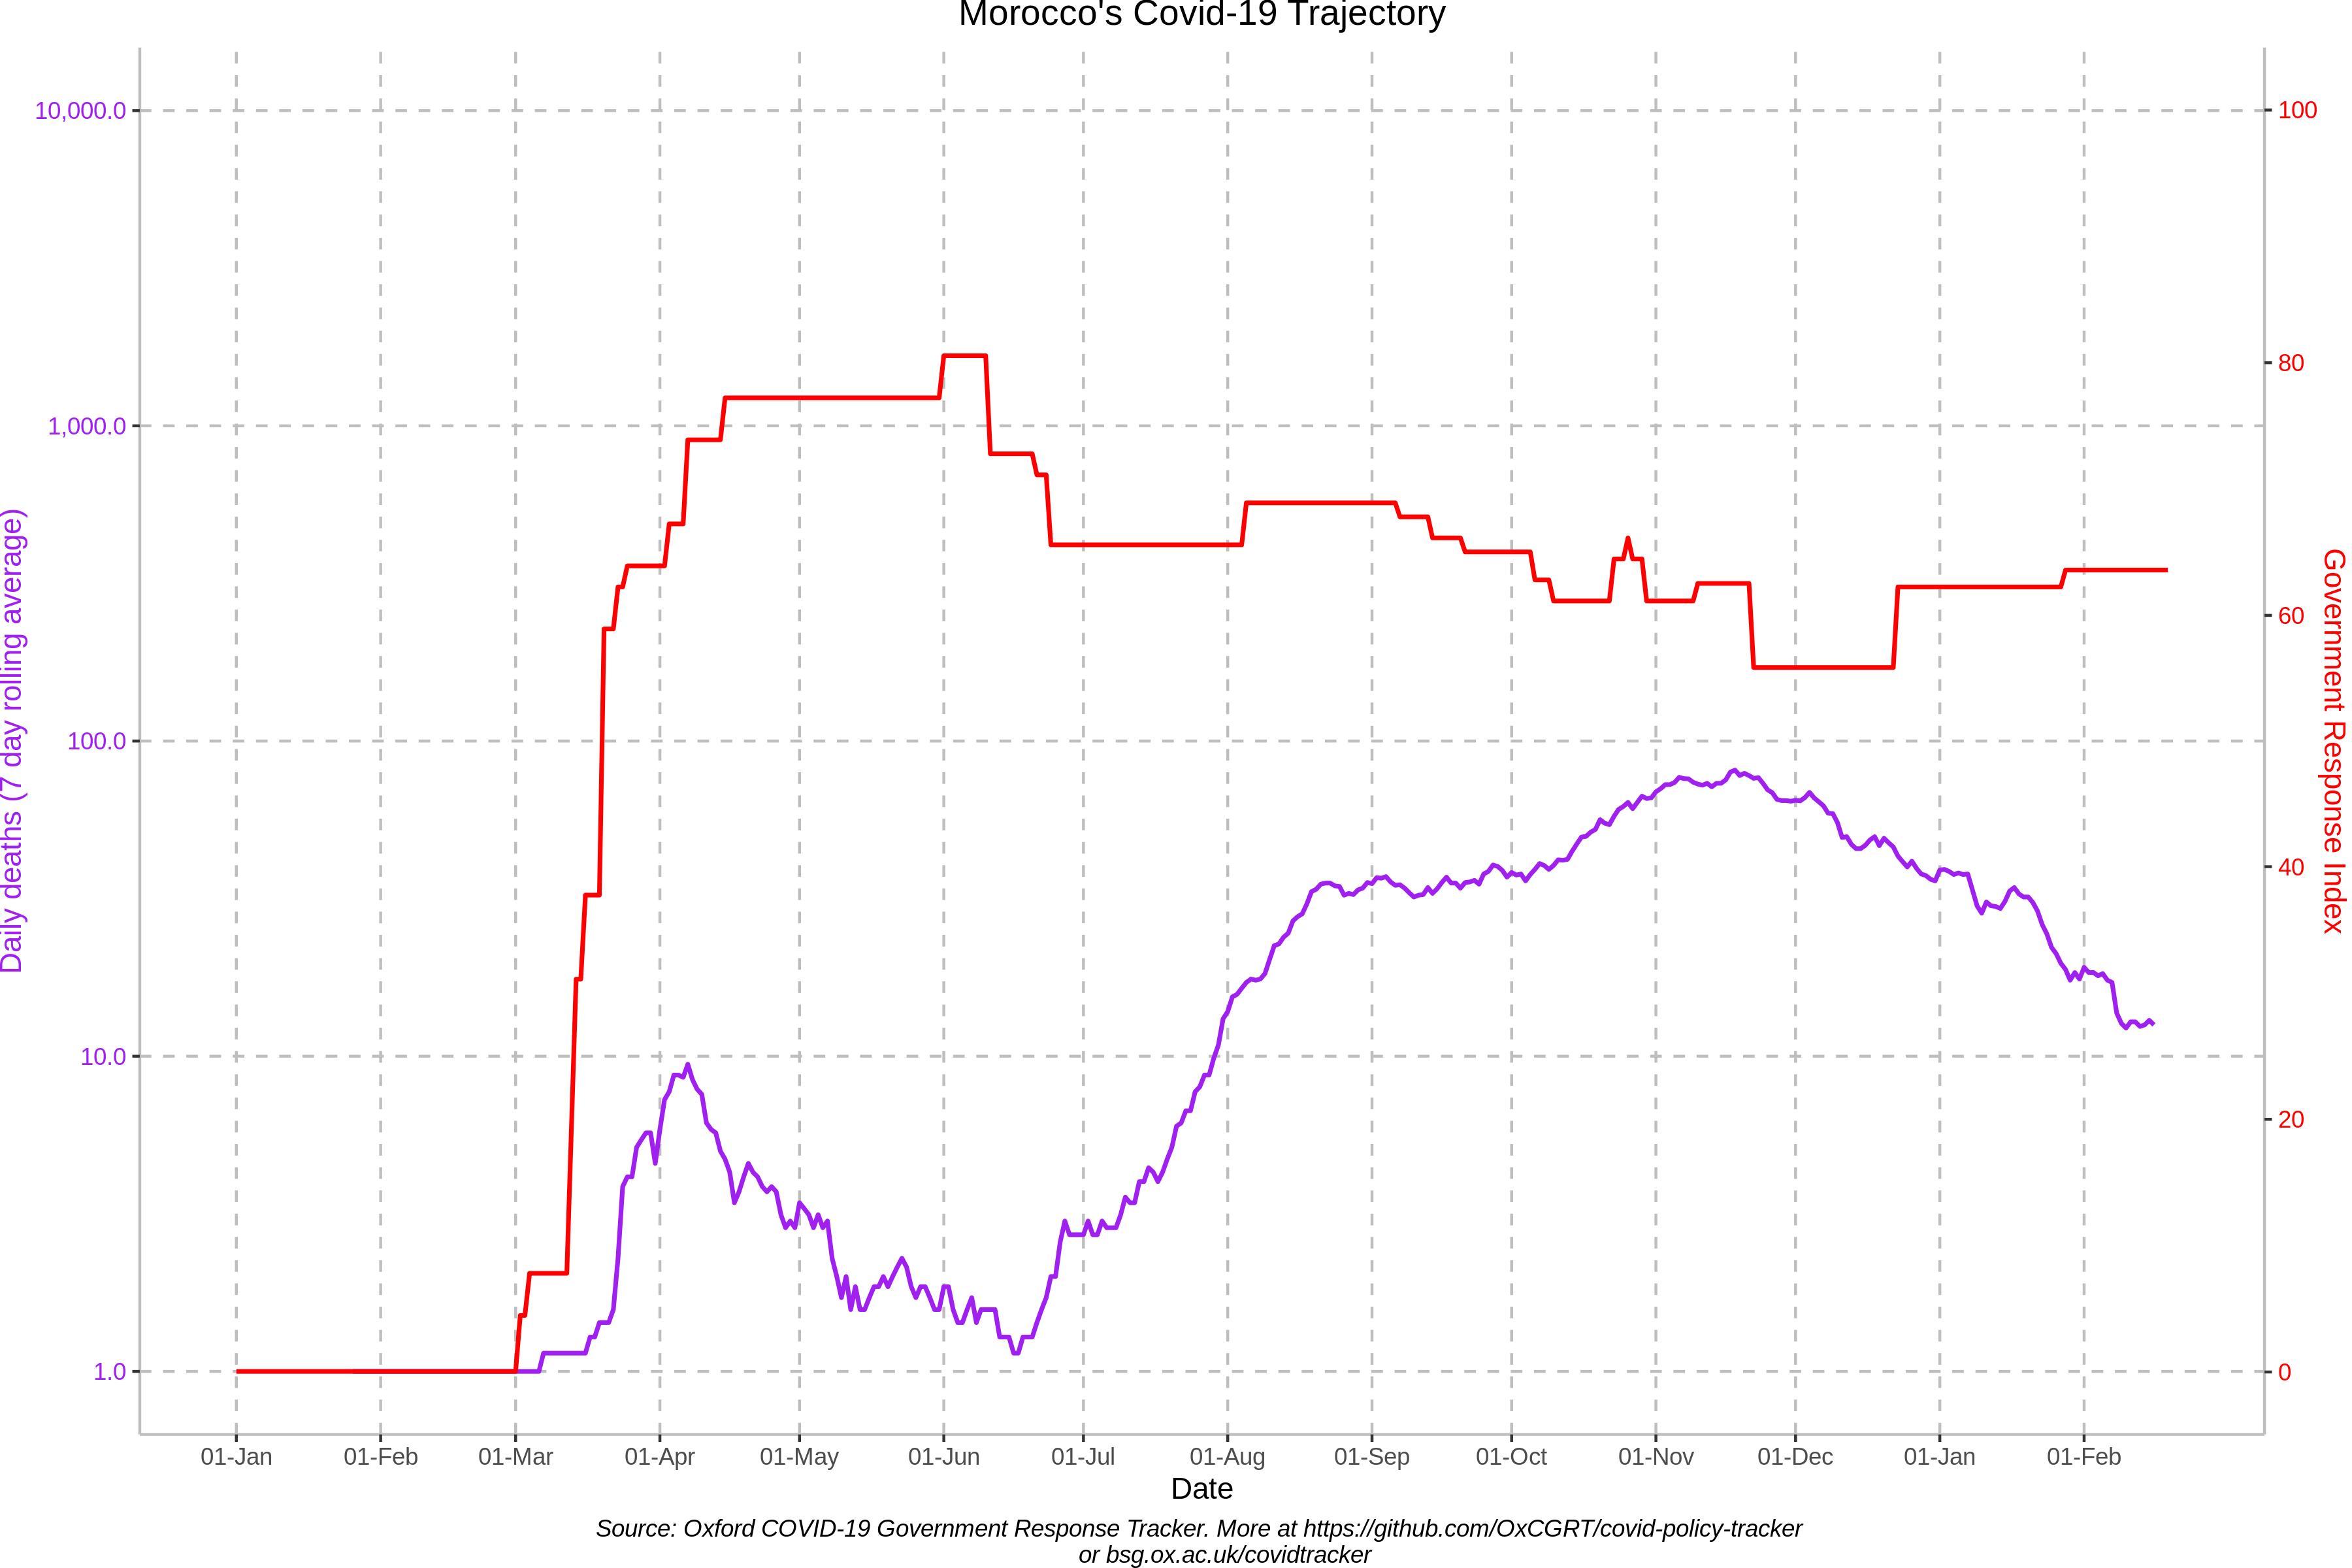 Morocco's Covid-19 Trajectory
Daily deaths (7 day rolling average)
10,000.0
1,000.0
100.0
10.0
1.0
100
80
60
40
20
0
Government Response Index
01-Jan 01-Feb 01-Mar 01-Apr 01-May 01-Jun 01-Jul 01-Aug 01-Sep 01-Oct 01-Nov 01-Dec 01-Jan 01-Feb
Date
Source: Oxford COVID-19 Government Response Tracker. More at https://github.com/OxCGRT/covid-policy-tracker
or bsg.ox.ac.uk/covidtracker